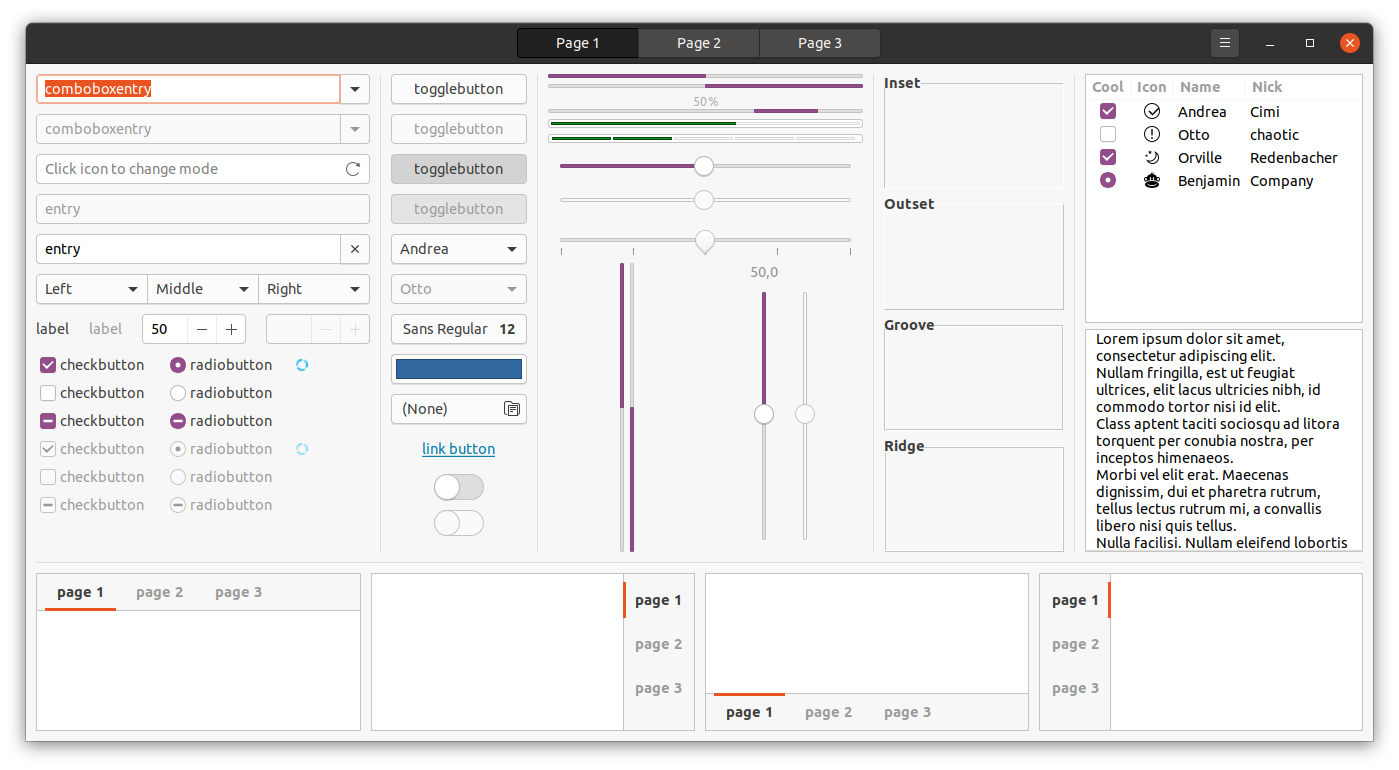 Page 1
Page 2
Page 3
comboboxentry
comboboxentry
Click icon to change mode
entry
entry
Left
Middle
Right
label
label
50
checkbutton
radiobutton
checkbutton
radiobutton
checkbutton
radiobutton
checkbutton
radiobutton
checkbutton
radiobutton
checkbutton
radiobutton
togglebutton
togglebutton
togglebutton
togglebutton
Andrea
Otto
Sans Regular 12
(None)
link button
50%
50,0
Inset
Outset
Groove
Ridge
Cool Icon Name Nick
Andrea Cimi
Otto chaotic
Orville Redenbacher
Benjamin Company
Lorem ipsum dolor sit amet,
consectetur adipiscing elit.
Nullam fringilla, est ut feugiat
ultrices, elit lacus ultricies nibh, id
commodo tortor nisi id elit.
Class aptent taciti sociosqu ad litora
torquent per conubia nostra, per
inceptos himenaeos.
Morbi vel elit erat. Maecenas
dignissim, dui et pharetra rutrum,
tellus lectus rutrum mi, a convallis
libero nisi quis tellus.
Nulla facilisi. Nullam eleifend lobortis
page 1
page 2
page 3
page 1
page 2
page 3
page 1
page 2
page 3
page 1
page 2
page 3